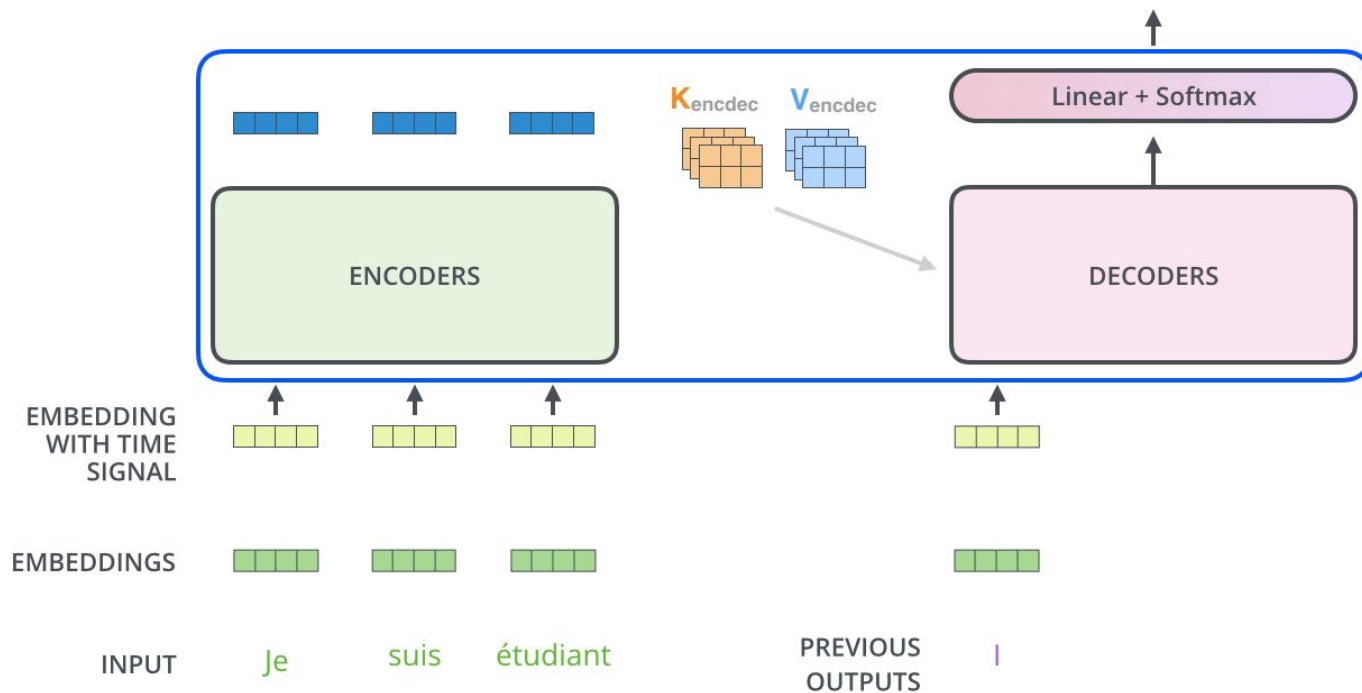 Kencdec Vencdec
Linear + Softmax
ENCODERS
DECODERS
EMBEDDING
WITH TIME
SIGNAL
EMBEDDINGS
INPUT
Je suis étudiant
PREVIOUS
OUTPUTS
I